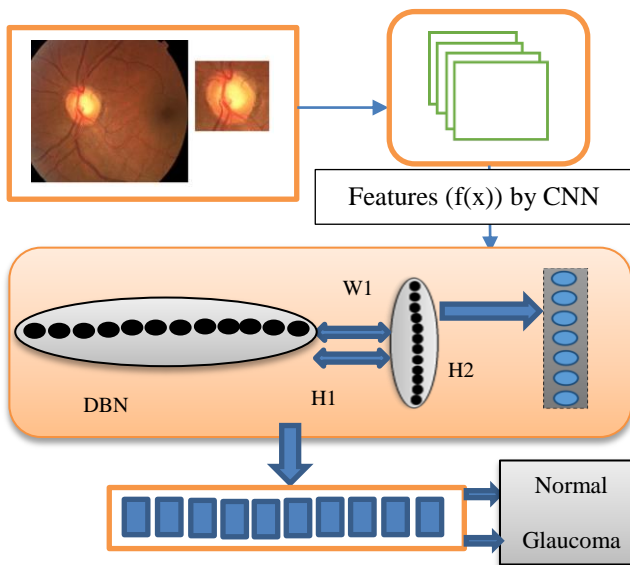 Features (f(x)) by CNN
W1
H2
DBN
H1
Normal
Glaucoma